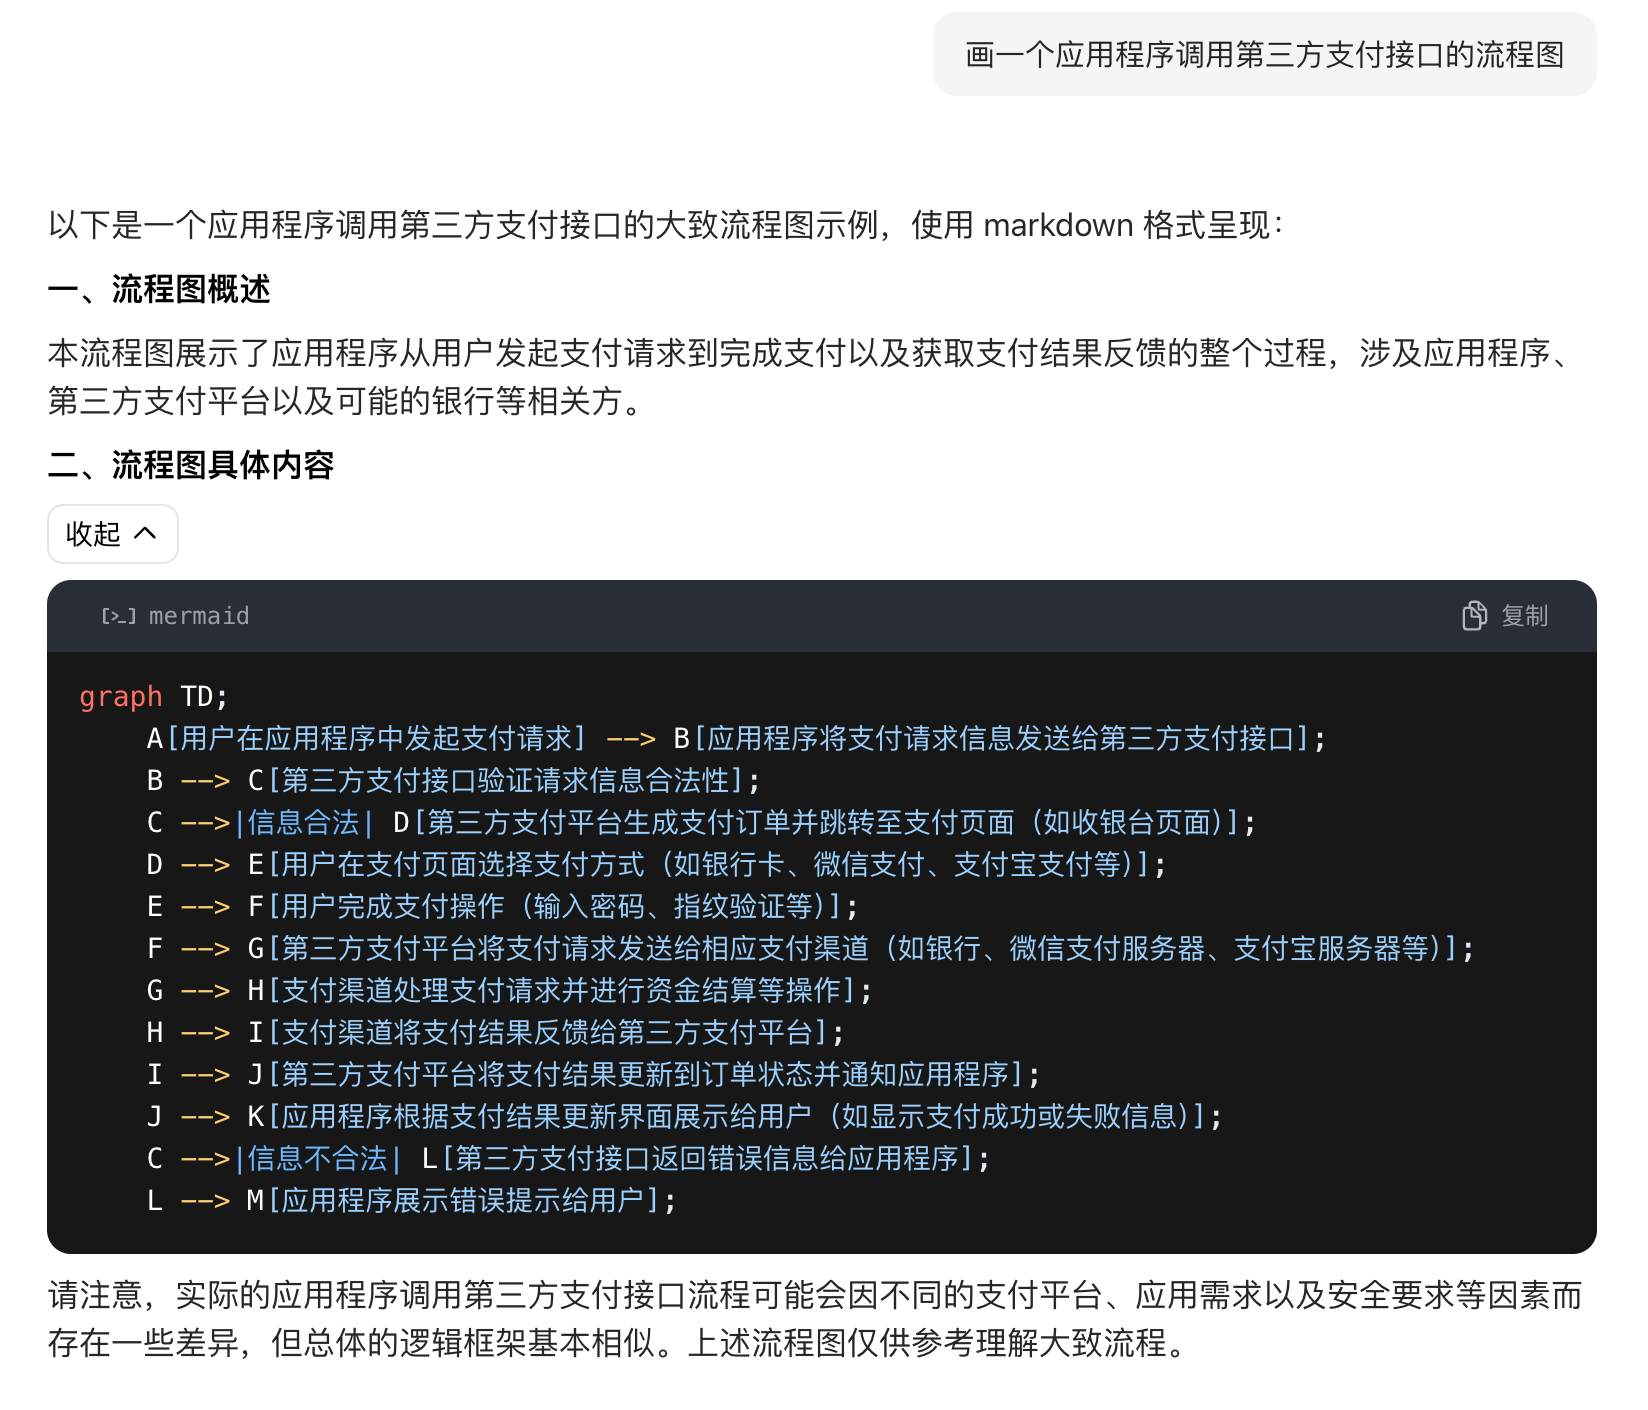 画一个应用程序调用第三方支付接口的流程图
以下是一个应用程序调用第三方支付接口的大致流程图示例，使用 markdown 格式呈现：
一、流程图概述
本流程图展示了应用程序从用户发起支付请求到完成支付以及获取支付结果反馈的整个过程，涉及应用程序、
第三方支付平台以及可能的银行等相关方。
二、流程图具体内容
收起
mermaid
复制
graph TD;
    A[用户在应用程序中发起支付请求] --> B[应用程序将支付请求信息发送给第三方支付接口];
    B --> C[第三方支付接口验证请求信息合法性];
    C -->|信息合法| D[第三方支付平台生成支付订单并跳转至支付页面（如收银台页面）];
    D --> E[用户在支付页面选择支付方式（如银行卡、微信支付、支付宝支付等）];
    E --> F[用户完成支付操作（输入密码、指纹验证等）];
    F --> G[第三方支付平台将支付请求发送给相应支付渠道（如银行、微信支付服务器、支付宝服务器等）];
    G --> H[支付渠道处理支付请求并进行资金结算等操作];
    H --> I[支付渠道将支付结果反馈给第三方支付平台];
    I --> J[第三方支付平台将支付结果更新到订单状态并通知应用程序];
    J --> K[应用程序根据支付结果更新界面展示给用户（如显示支付成功或失败信息）];
    C -->|信息不合法| L[第三方支付接口返回错误信息给应用程序];
    L --> M[应用程序展示错误提示给用户];
请注意，实际的应用程序调用第三方支付接口流程可能会因不同的支付平台、应用需求以及安全要求等因素而
存在一些差异，但总体的逻辑框架基本相似。上述流程图仅供参考理解大致流程。